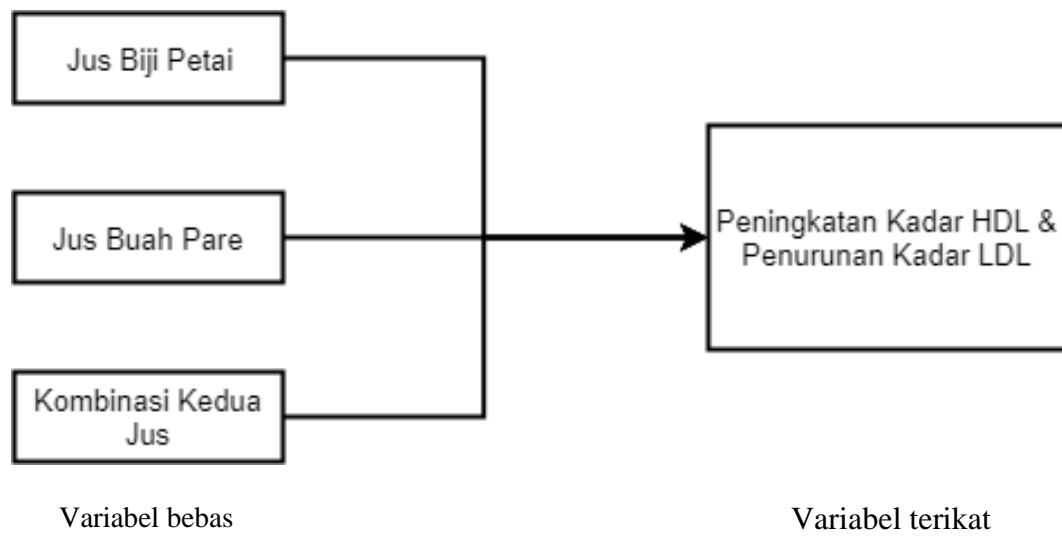 Jus Biji Petai
Jus Buah Pare
Kombinasi Kedua
Jus
Peningkatan Kadar HDL &
Penurunan Kadar LDL
Variabel bebas
Variabel terikat